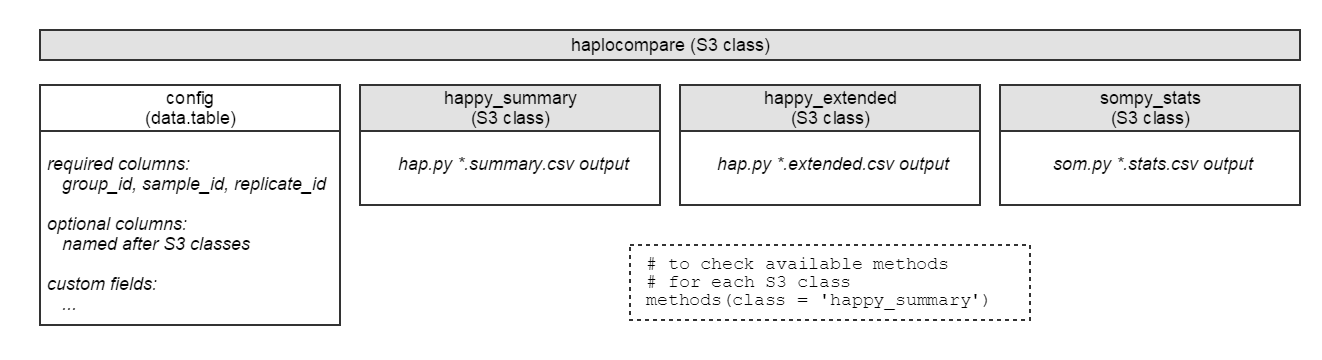 haplocompare (S3 class)
config
(data.table)
required columns:
group_id, sample_id, replicate_id
optional columns:
named after S3 classes
custom fields:
...
happy_summary
(S3 class)
hap.py *.summary.csv output
happy_extended
(S3 class)
hap.py *.extended.csv output
sompy_stats
(S3 class)
som.py *.stats.csv output
# to check available methods
# for each S3 class
methods(class = 'happy_summary')